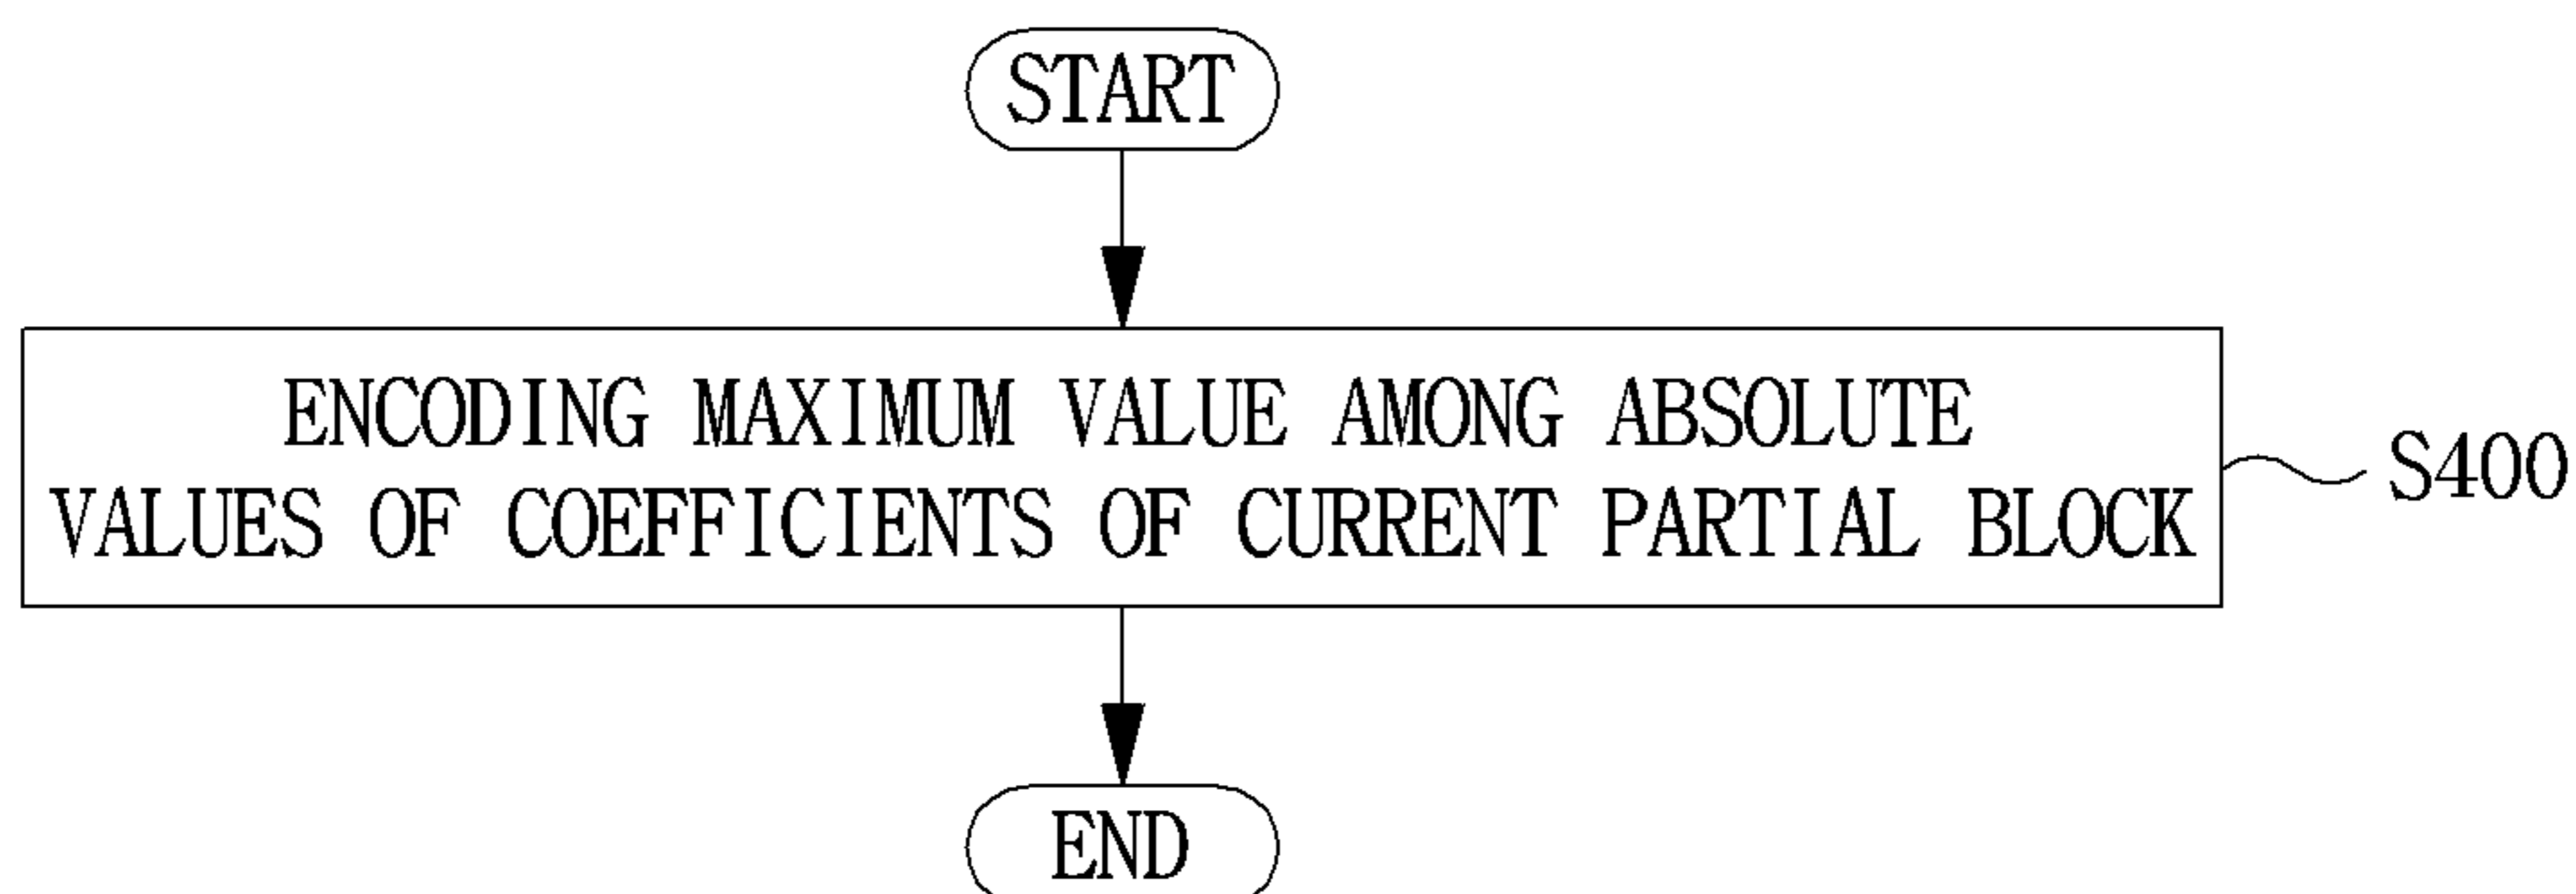 START
ENCODING MAXIMUM VALUE AMONG ABSOLUTE
VALUES OF COEFFICIENTS OF CURRENT PARTIAL BLOCK
S400
END